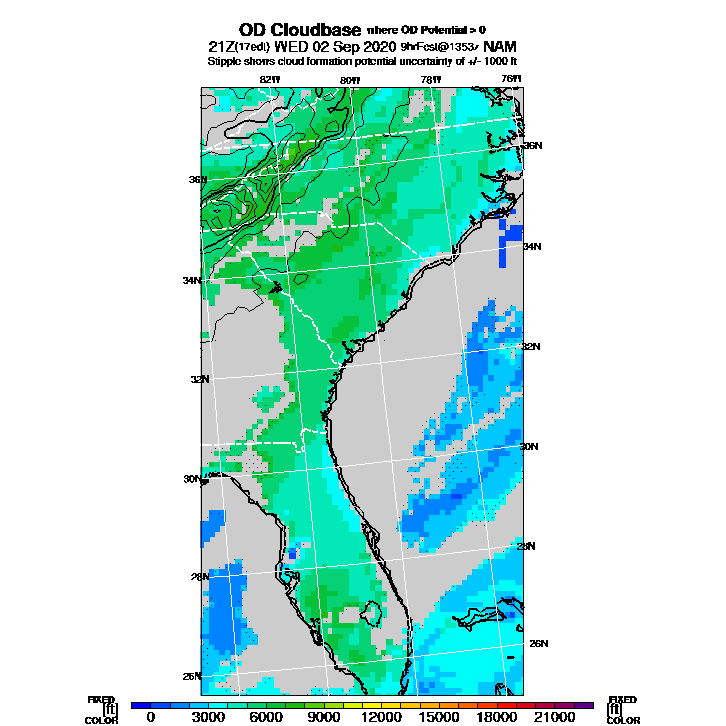 OD Cloudbase where OD Potential > 0
21Z(17edt) WED 02 Sep 2020 9hrFcst@1353z NAM
Stipple shows cloud formation potential uncertainty of +/- 1000 ft
82W 80W 78W 76W
36N
36N
34N
34N
32N
32N
30N
30N
28N
28N
26N
26N
FIXED FIXED
[ft] [ft]
COLOR COLOR
0 3000 6000 9000 12000 15000 18000 21000